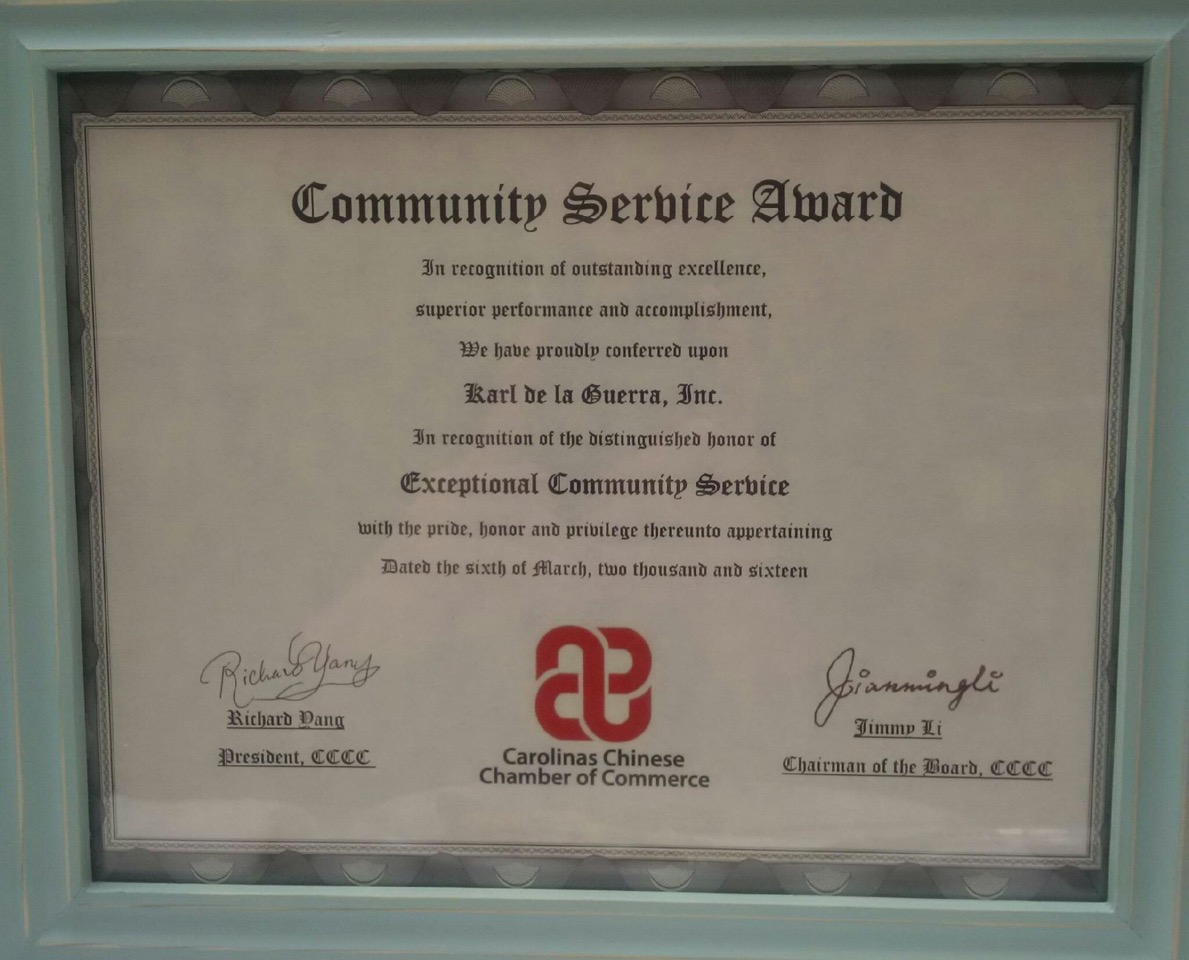 Community Service Award
In recognition of outstanding excellence,
superior performance and accomplishment,
We have proudly conferred upon
Karl de la Guerra, Inc.
In recognition of the distinguished honor of
Exceptional Community Service
with the pride, honor and privilege thereunto appertaining
Dated the sixth of March, two thousand and sixteen
Richard Yang
Richard Yang
President, CCCC
Carolinas Chinese
Chamber of Commerce
Jianmingli
Jimmy Li
Chairman of the Board, CCCC